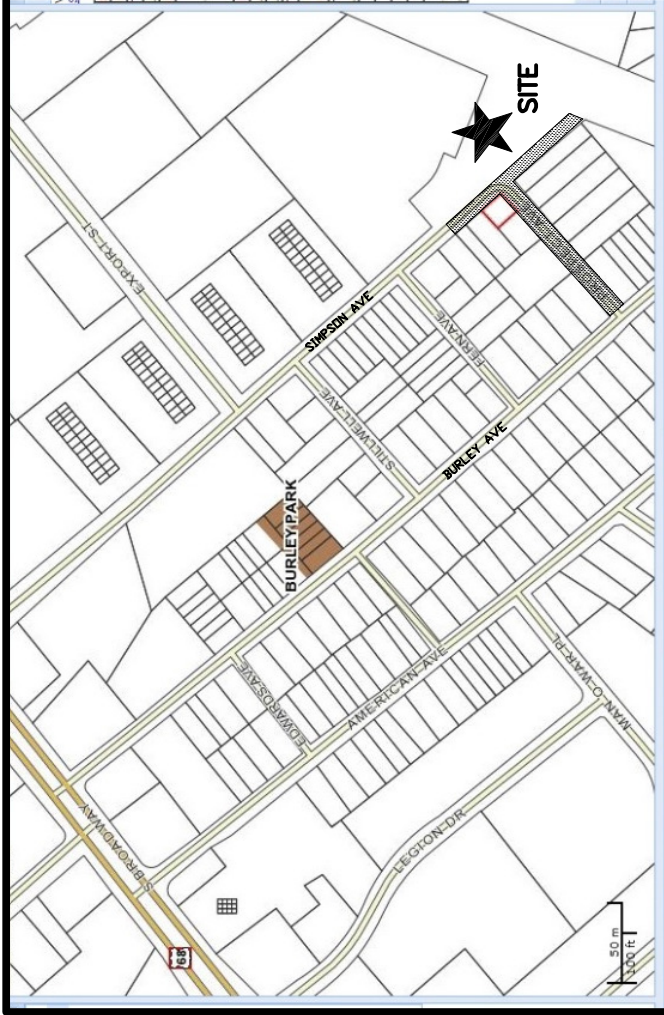 SITE
EXPORT ST
SIMPSON AVE
FERN AVE
STILLWELL AVE
BURLEY AVE
BURLEY PARK
EDWARDS AVE
AMERICAN AVE
MAN O WAR PL
LEGION DR
S BROADWAY
68
50 m
100 ft